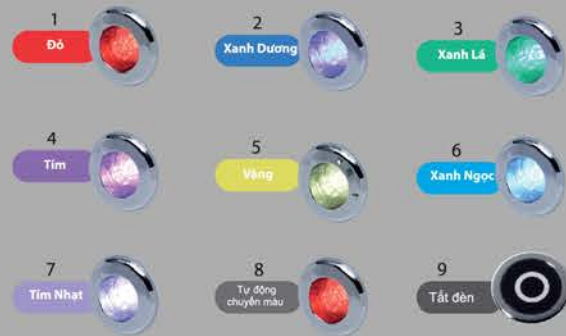 1
Đỏ
2
Xanh Dương
3
Xanh Lá
4
Tím
5
Vàng
6
Xanh Ngọc
7
Tím Nhạt
8
Tự động
chuyển màu
9
Tắt đèn